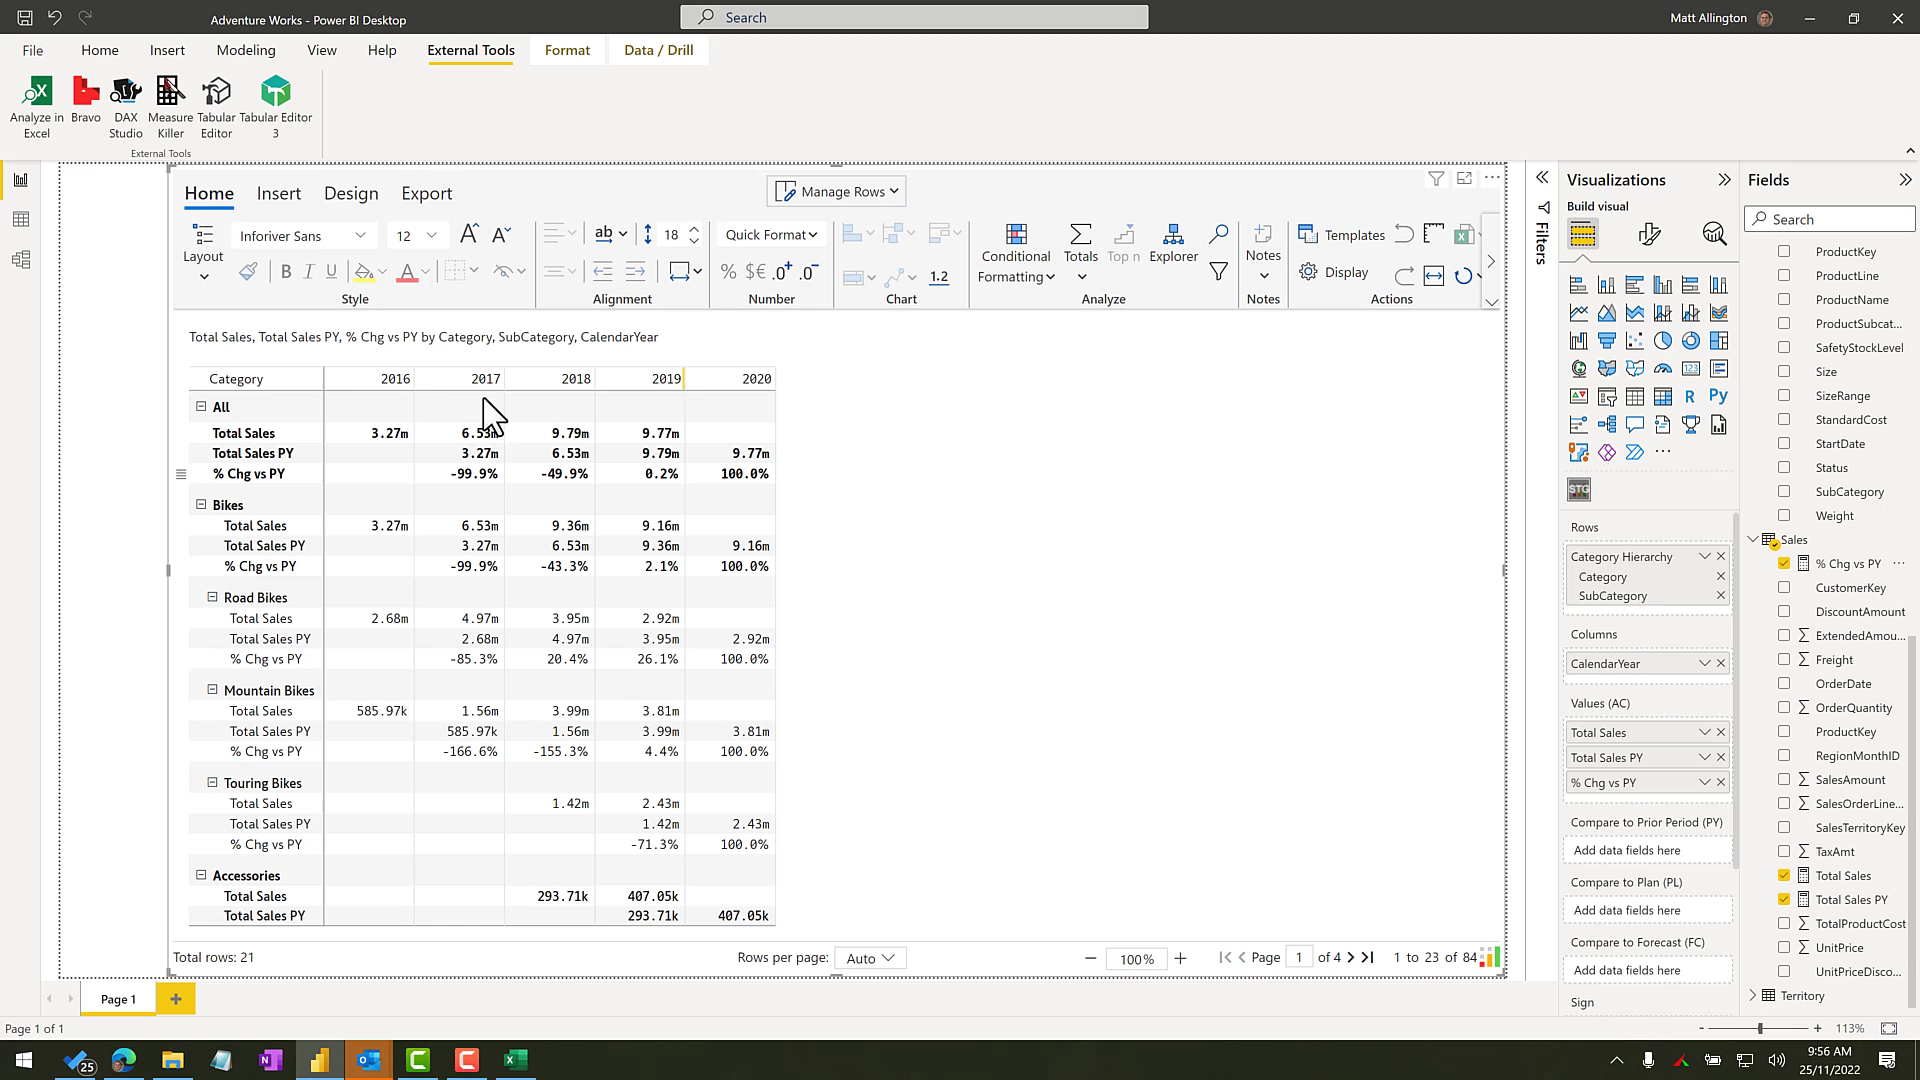 Adventure Works - Power BI Desktop
Search
Matt Allington
File Home Insert Modeling View Help External Tools Format Data / Drill
Analyze in Excel
Bravo
DAX Studio
Measure Killer
Tabular Editor
Tabular Editor 3
External Tools
Home Insert Design Export
Manage Rows
Layout
Inforiver Sans 12
B I U A
Style
ab 18
Alignment
Quick Format
% $€ .0 .0
Number
1.2
Chart
Conditional Formatting
Totals
Top n
Explorer
Analyze
Notes
Notes
Templates
Display
Actions
Total Sales, Total Sales PY, % Chg vs PY by Category, SubCategory, CalendarYear
Category 2016 2017 2018 2019 2020
All
Total Sales 3.27m 6.53m 9.79m 9.77m
Total Sales PY 3.27m 6.53m 9.79m 9.77m
% Chg vs PY -99.9% -49.9% 0.2% 100.0%
Bikes
Total Sales 3.27m 6.53m 9.36m 9.16m
Total Sales PY 3.27m 6.53m 9.36m 9.16m
% Chg vs PY -99.9% -43.3% 2.1% 100.0%
Road Bikes
Total Sales 2.68m 4.97m 3.95m 2.92m
Total Sales PY 2.68m 4.97m 3.95m 2.92m
% Chg vs PY -85.3% 20.4% 26.1% 100.0%
Mountain Bikes
Total Sales 585.97k 1.56m 3.99m 3.81m
Total Sales PY 585.97k 1.56m 3.99m 3.81m
% Chg vs PY -166.6% -155.3% 4.4% 100.0%
Touring Bikes
Total Sales 1.42m 2.43m
Total Sales PY 1.42m 2.43m
% Chg vs PY -71.3% 100.0%
Accessories
Total Sales 293.71k 407.05k
Total Sales PY 293.71k 407.05k
Total rows: 21
Rows per page: Auto
100%
Page 1 of 4
1 to 23 of 84
Filters
Visualizations
Build visual
R Py
123
STG
Rows
Category Hierarchy
Category
SubCategory
Columns
CalendarYear
Values (AC)
Total Sales
Total Sales PY
% Chg vs PY
Compare to Prior Period (PY)
Add data fields here
Compare to Plan (PL)
Add data fields here
Compare to Forecast (FC)
Add data fields here
Sign
Fields
Search
ProductKey
ProductLine
ProductName
ProductSubcat...
SafetyStockLevel
Size
SizeRange
StandardCost
StartDate
Status
SubCategory
Weight
Sales
% Chg vs PY
CustomerKey
DiscountAmount
ExtendedAmou...
Freight
OrderDate
OrderQuantity
ProductKey
RegionMonthID
SalesAmount
SalesOrderLine...
SalesTerritoryKey
TaxAmt
Total Sales
Total Sales PY
TotalProductCost
UnitPrice
UnitPriceDisco...
Territory
Page 1
Page 1 of 1
113%
25
9:56 AM
25/11/2022